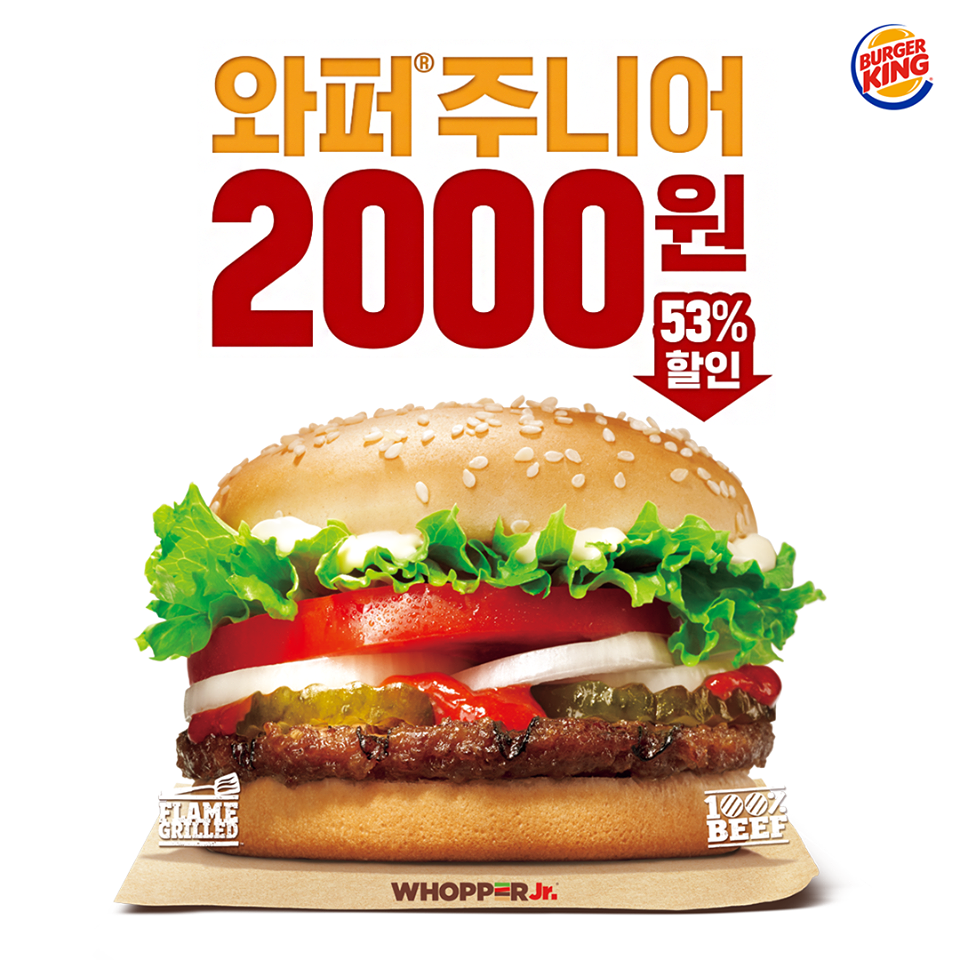 BURGER
KING®
와퍼® 주니어
2000원
53%
할인
FLAME
GRILLED
100%
BEEF
WHOPPER Jr.